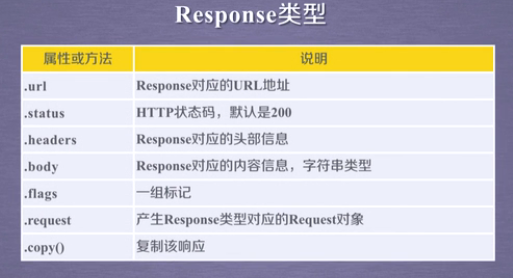 Response类型
属性或方法 说明
.url Response对应的URL地址
.status HTTP状态码，默认是200
.headers Response对应的头部信息
.body Response对应的内容信息，字符串类型
.flags 一组标记
.request 产生Response类型对应的Request对象
.copy() 复制该响应